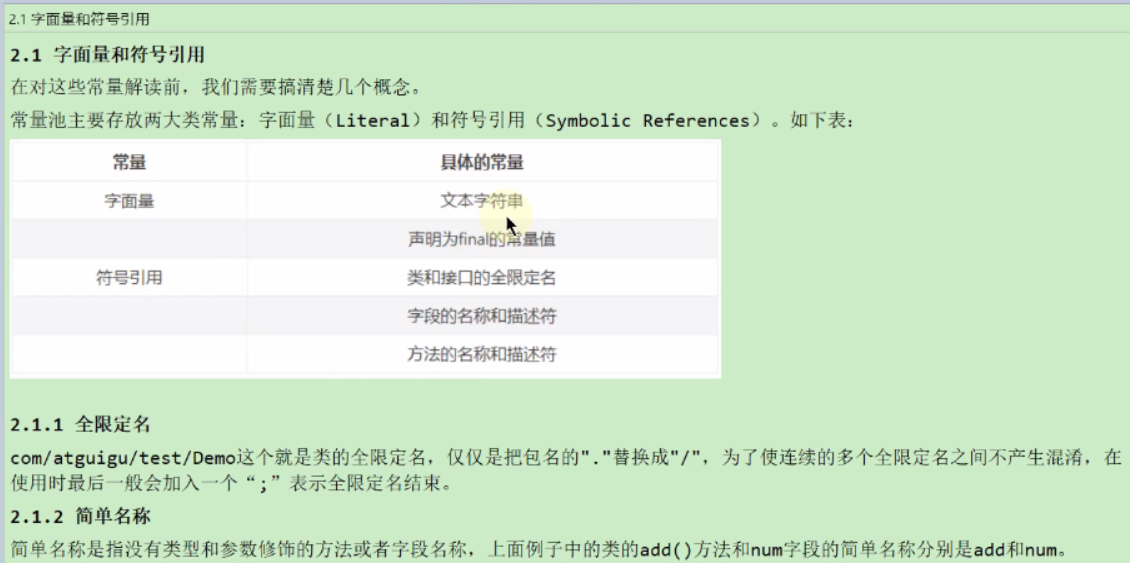 2.1 字面量和符号引用
2.1 字面量和符号引用
在对这些常量解读前，我们需要搞清楚几个概念。
常量池主要存放两大类常量：字面量（Literal）和符号引用（Symbolic References）。如下表：
常量 具体的常量
字面量 文本字符串
声明为final的常量值
符号引用 类和接口的全限定名
字段的名称和描述符
方法的名称和描述符
2.1.1 全限定名
com/atguigu/test/Demo这个就是类的全限定名，仅仅是把包名的"."替换成"/"，为了使连续的多个全限定名之间不产生混淆，在
使用时最后一般会加入一个“;”表示全限定名结束。
2.1.2 简单名称
简单名称是指没有类型和参数修饰的方法或者字段名称，上面例子中的类的add()方法和num字段的简单名称分别是add和num。